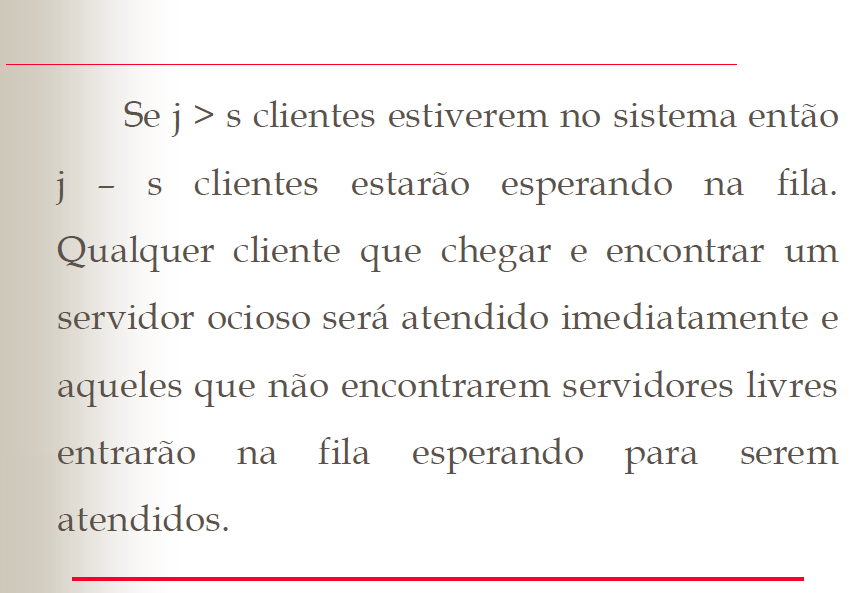 Se j > s clientes estiverem no sistema então
j – s clientes estarão esperando na fila.
Qualquer cliente que chegar e encontrar um
servidor ocioso será atendido imediatamente e
aqueles que não encontrarem servidores livres
entrarão na fila esperando para serem
atendidos.